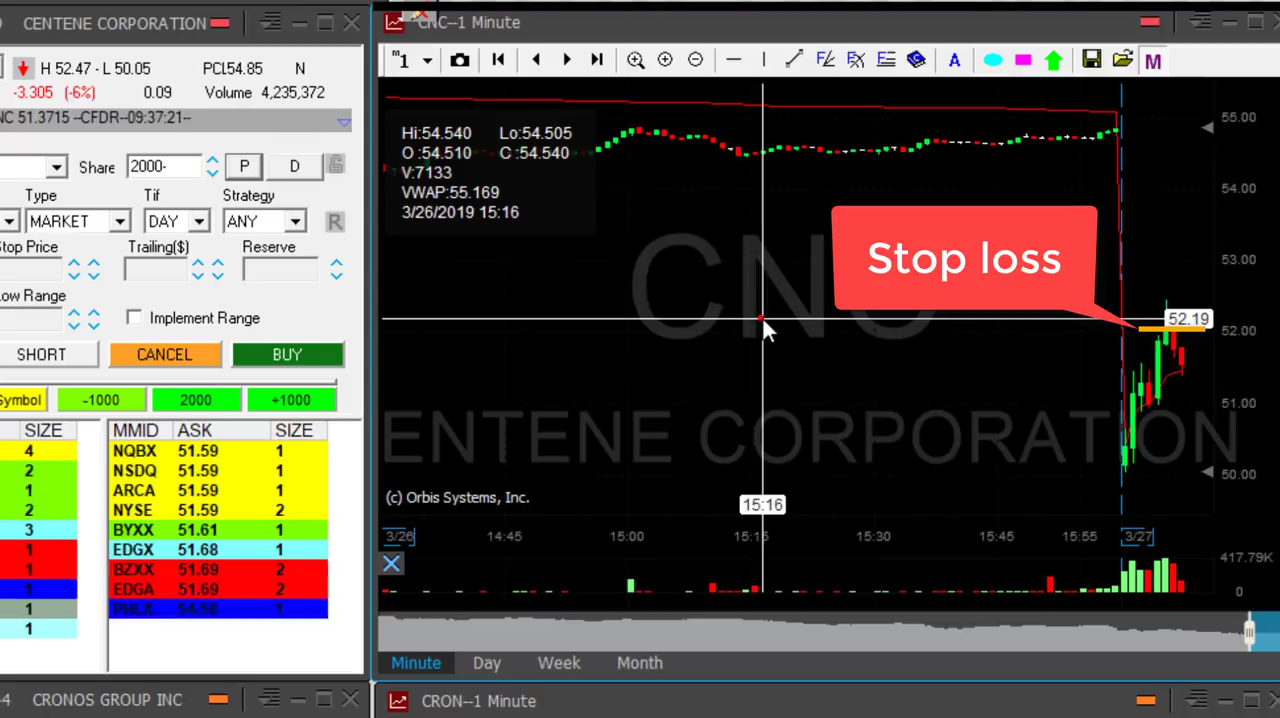 CENTENE CORPORATION
H 52.47 - L 50.05 PCL54.85 N
-3.305 (-6%) 0.09 Volume 4,235,372
NC 51.3715 --CFDR--09:37:21--
Share 2000- P D
Type Tif Strategy
MARKET DAY ANY R
Stop Price Trailing($) Reserve
Low Range
Implement Range
SHORT CANCEL BUY
Symbol -1000 2000 +1000
SIZE MMID ASK SIZE
4 NQBX 51.59 1
2 NSDQ 51.59 1
1 ARCA 51.59 1
2 NYSE 51.59 2
3 BYXX 51.61 1
1 EDGX 51.68 1
1 BZXX 51.69 2
1 EDGA 51.69 2
1 PHLX 54.58 1
1
1
CRONOS GROUP INC
CNC--1 Minute
m1 A M
Hi:54.540 Lo:54.505
O :54.510 C :54.540
V:7133
VWAP:55.169
3/26/2019 15:16
CNC
CENTENE CORPORATION
Stop loss
52.19
55.00
54.00
53.00
52.00
51.00
50.00
(c) Orbis Systems, Inc.
15:16
3/26 14:45 15:00 15:15 15:30 15:45 15:55 3/27
417.79K
0
Minute Day Week Month
CRON--1 Minute